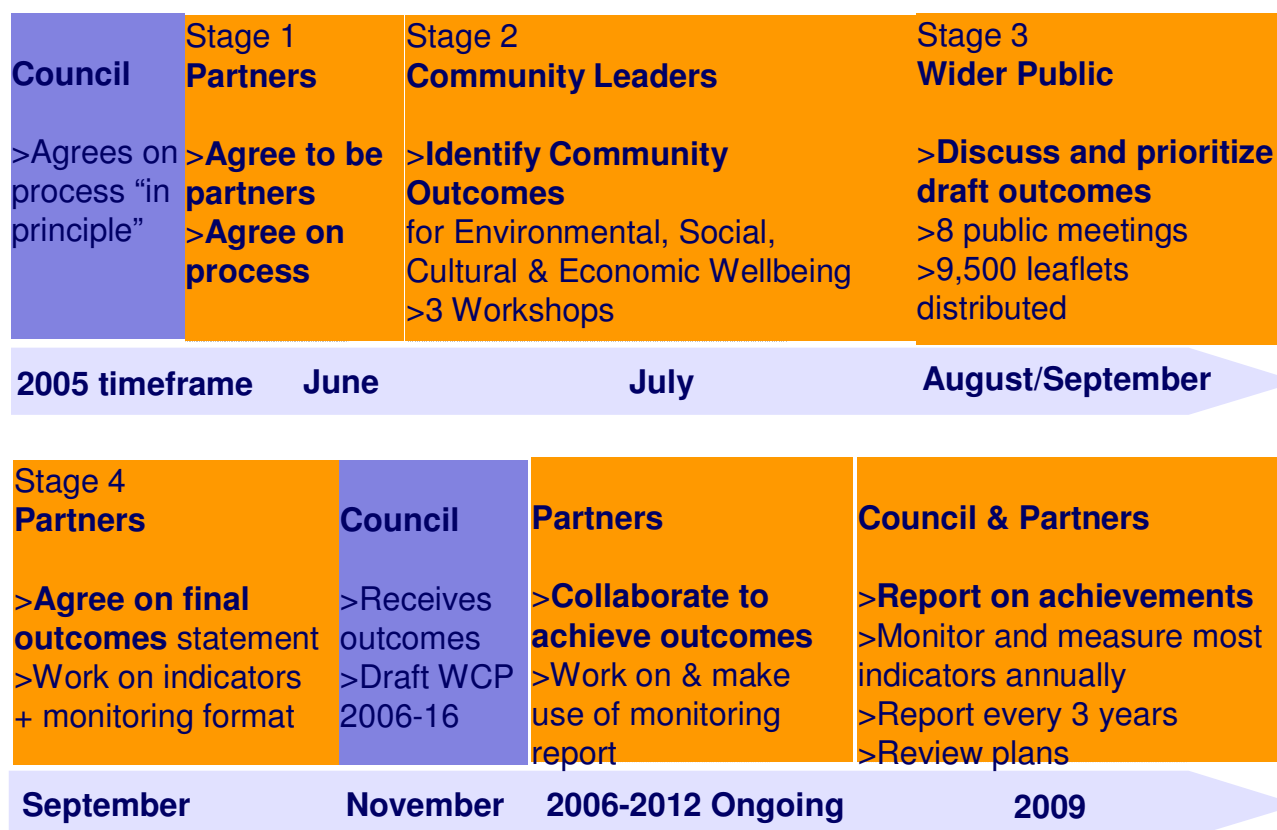 Council
>Agrees on
process “in
principle”
Stage 1
Partners
>Agree to be
partners
>Agree on
process
Stage 2
Community Leaders
>Identify Community
Outcomes
for Environmental, Social,
Cultural & Economic Wellbeing
>3 Workshops
Stage 3
Wider Public
>Discuss and prioritize
draft outcomes
>8 public meetings
>9,500 leaflets
distributed
2005 timeframe
June
July
August/September
Stage 4
Partners
>Agree on final
outcomes statement
>Work on indicators
+ monitoring format
Council
>Receives
outcomes
>Draft WCP
2006-16
Partners
>Collaborate to
achieve outcomes
>Work on & make
use of monitoring
report
Council & Partners
>Report on achievements
>Monitor and measure most
indicators annually
>Report every 3 years
>Review plans
September
November
2006-2012 Ongoing
2009